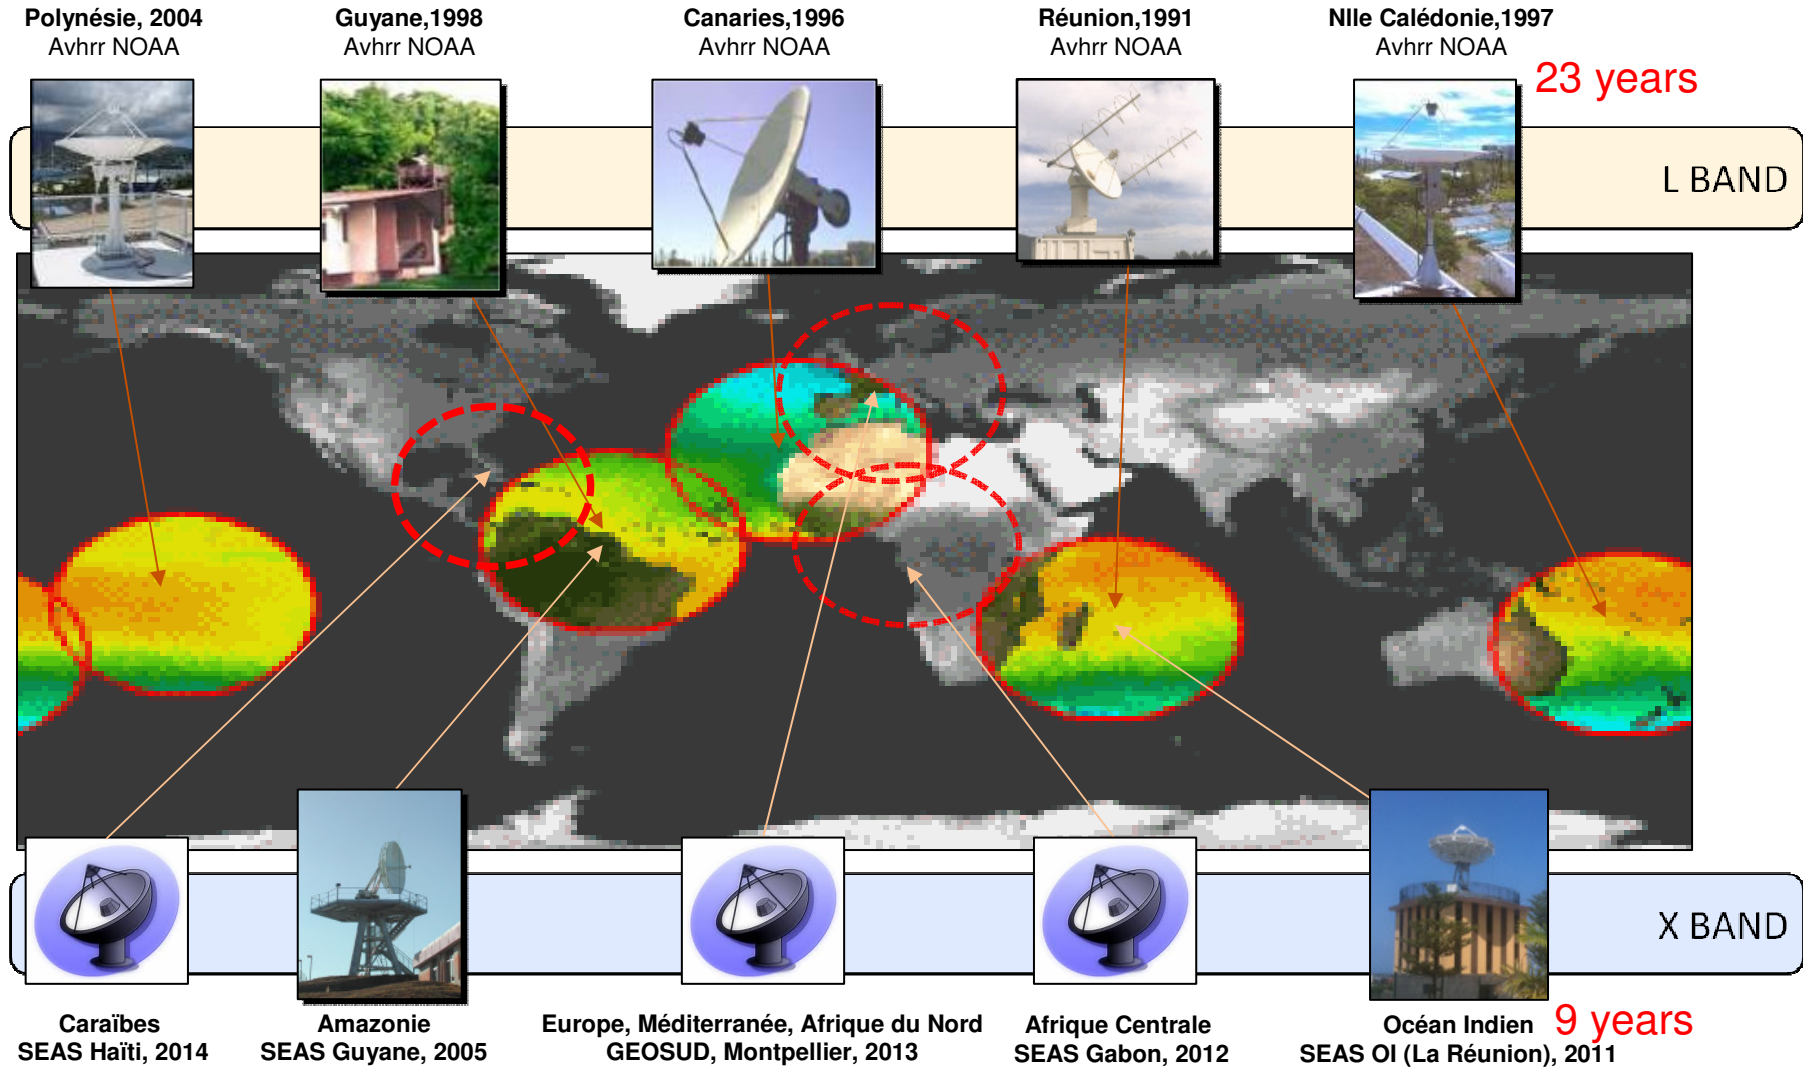 Polynésie, 2004
Avhrr NOAA
Guyane,1998
Avhrr NOAA
Canaries,1996
Avhrr NOAA
Réunion,1991
Avhrr NOAA
Nlle Calédonie,1997
Avhrr NOAA
23 years
L BAND
X BAND
Caraïbes
SEAS Haïti, 2014
Amazonie
SEAS Guyane, 2005
Europe, Méditerranée, Afrique du Nord
GEOSUD, Montpellier, 2013
Afrique Centrale
SEAS Gabon, 2012
Océan Indien
SEAS OI (La Réunion), 2011
9 years